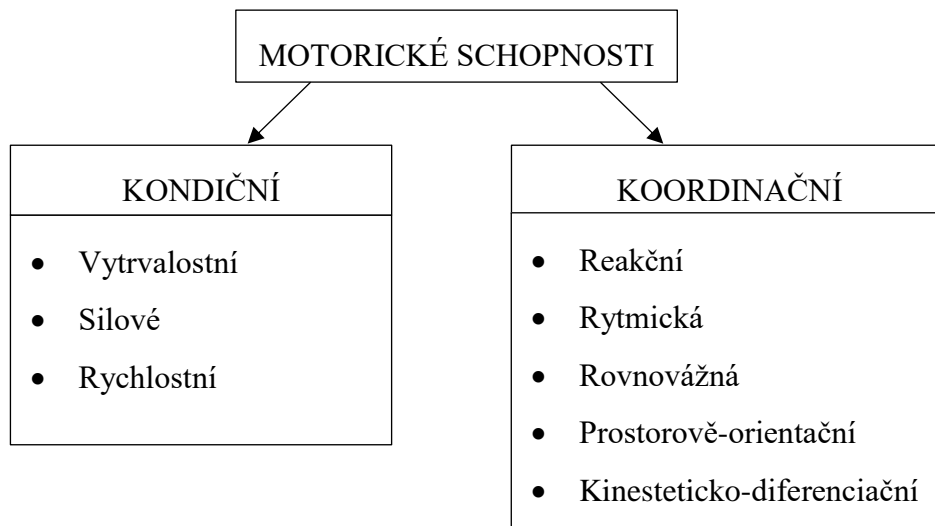 MOTORICKÉ SCHOPNOSTI
KONDIČNÍ
• Vytrvalostní
• Silové
• Rychlostní
KOORDINAČNÍ
• Reakční
• Rytmická
• Rovnovážná
• Prostorově-orientační
• Kinesteticko-diferenciační